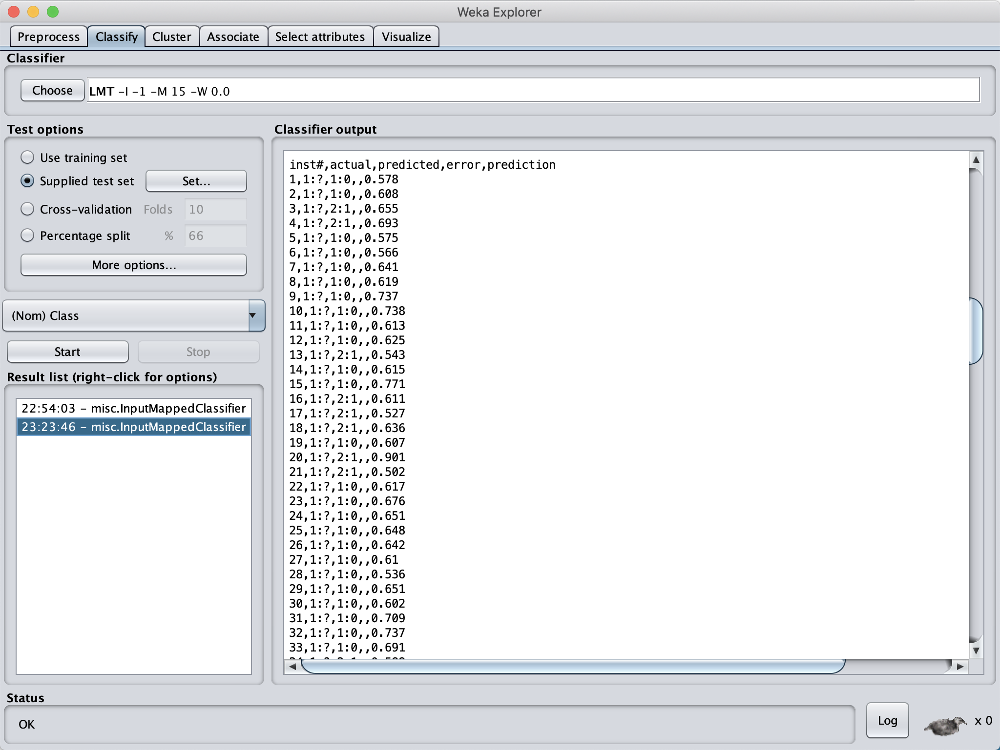 Weka Explorer
Preprocess Classify Cluster Associate Select attributes Visualize
Classifier
Choose LMT -I -1 -M 15 -W 0.0
Test options
Use training set
Supplied test set Set...
Cross-validation Folds 10
Percentage split % 66
More options...
(Nom) Class
Start Stop
Result list (right-click for options)
22:54:03 - misc.InputMappedClassifier
23:23:46 - misc.InputMappedClassifier
Classifier output
inst#,actual,predicted,error,prediction
1,1:?,1:0,,0.578
2,1:?,1:0,,0.608
3,1:?,2:1,,0.655
4,1:?,2:1,,0.693
5,1:?,1:0,,0.575
6,1:?,1:0,,0.566
7,1:?,1:0,,0.641
8,1:?,1:0,,0.619
9,1:?,1:0,,0.737
10,1:?,1:0,,0.738
11,1:?,1:0,,0.613
12,1:?,1:0,,0.625
13,1:?,2:1,,0.543
14,1:?,1:0,,0.615
15,1:?,1:0,,0.771
16,1:?,2:1,,0.611
17,1:?,2:1,,0.527
18,1:?,2:1,,0.636
19,1:?,1:0,,0.607
20,1:?,2:1,,0.901
21,1:?,2:1,,0.502
22,1:?,1:0,,0.617
23,1:?,1:0,,0.676
24,1:?,1:0,,0.651
25,1:?,1:0,,0.648
26,1:?,1:0,,0.642
27,1:?,1:0,,0.61
28,1:?,1:0,,0.536
29,1:?,1:0,,0.651
30,1:?,1:0,,0.602
31,1:?,1:0,,0.709
32,1:?,1:0,,0.737
33,1:?,1:0,,0.691
Status
OK
Log x 0